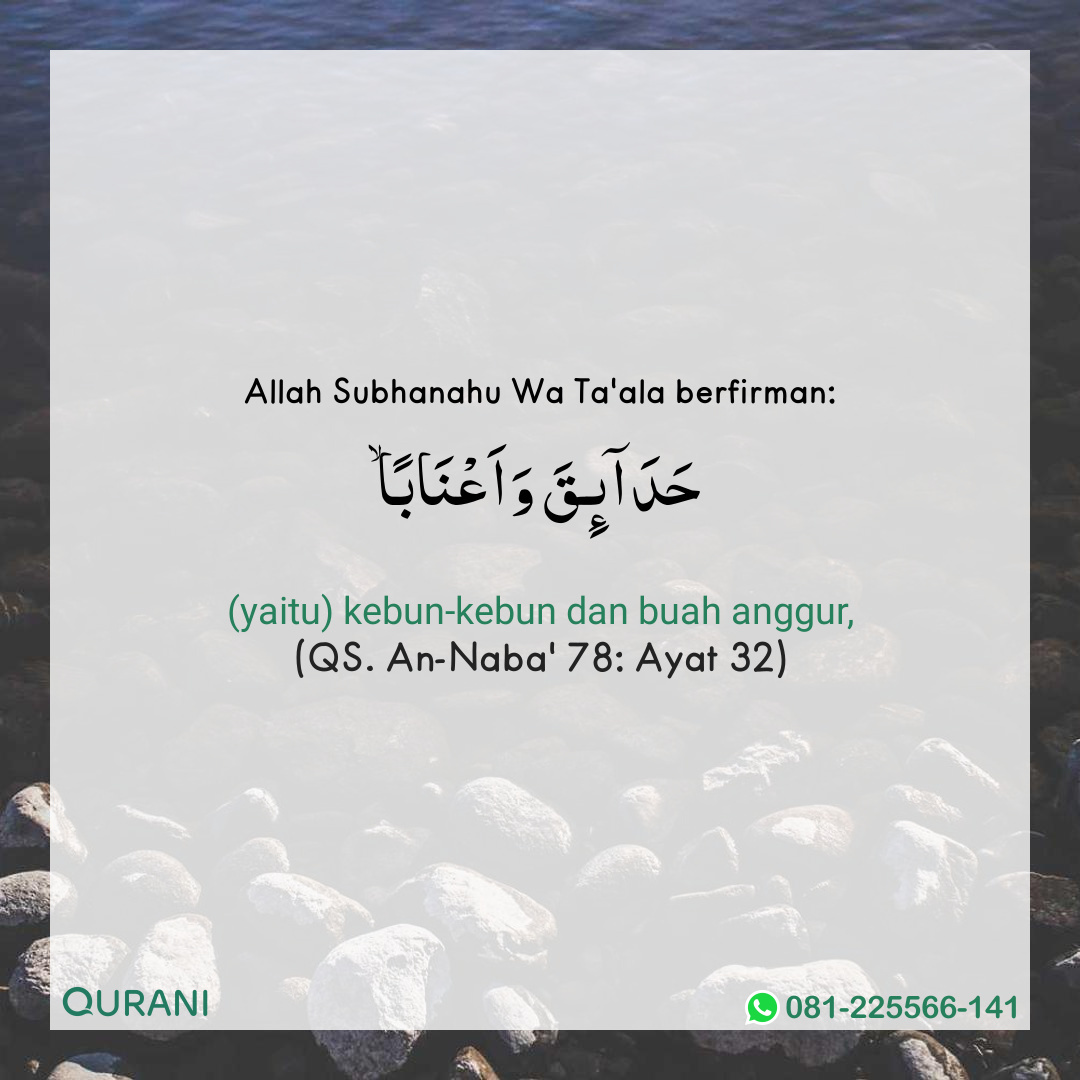 Allah Subhanahu Wa Ta'ala berfirman:
حَدَآئِقَ وَاَعْنَا بًا ۙ
(yaitu) kebun-kebun dan buah anggur,
(QS. An-Naba' 78: Ayat 32)
QURANI
081-225566-141